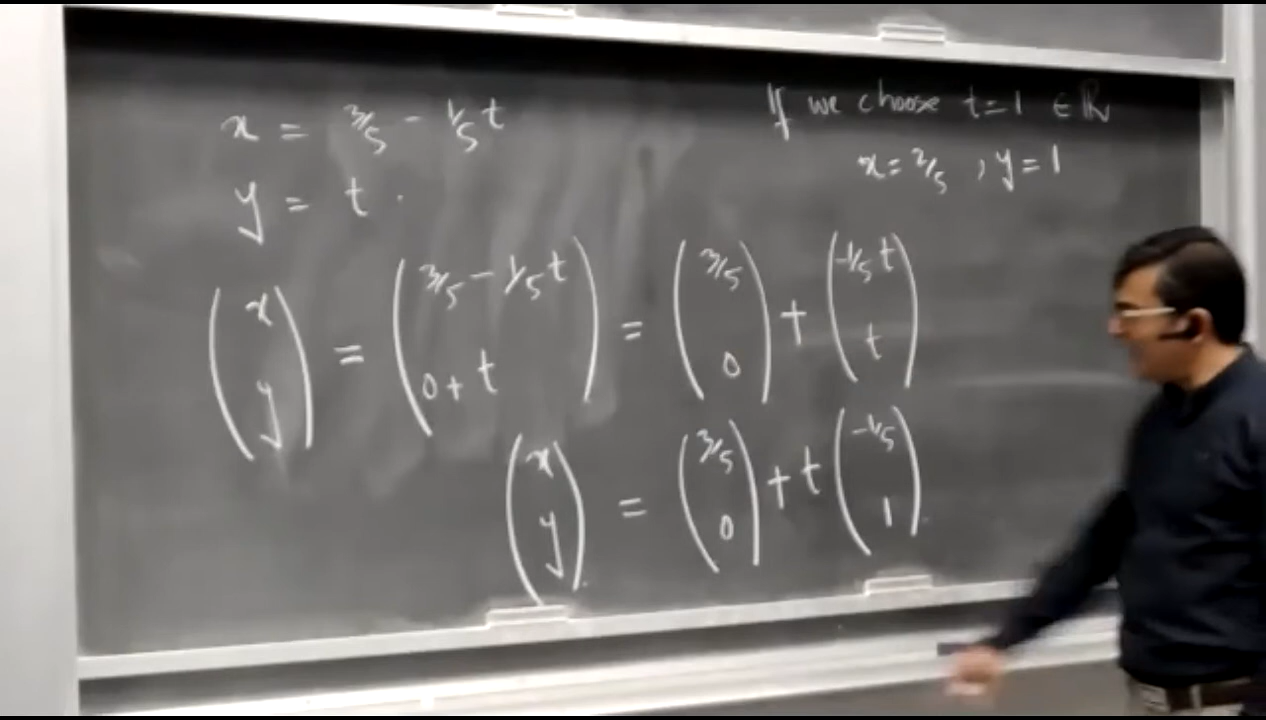 x = 3/5 - 1/5 t
y = t.
If we choose t=1 ∈ ℝ
x=2/5, y=1
(x y) = (3/5 - 1/5 t 0+t) = (3/5 0) + (-1/5 t t)
(x y) = (3/5 0) + t (-1/5 1).